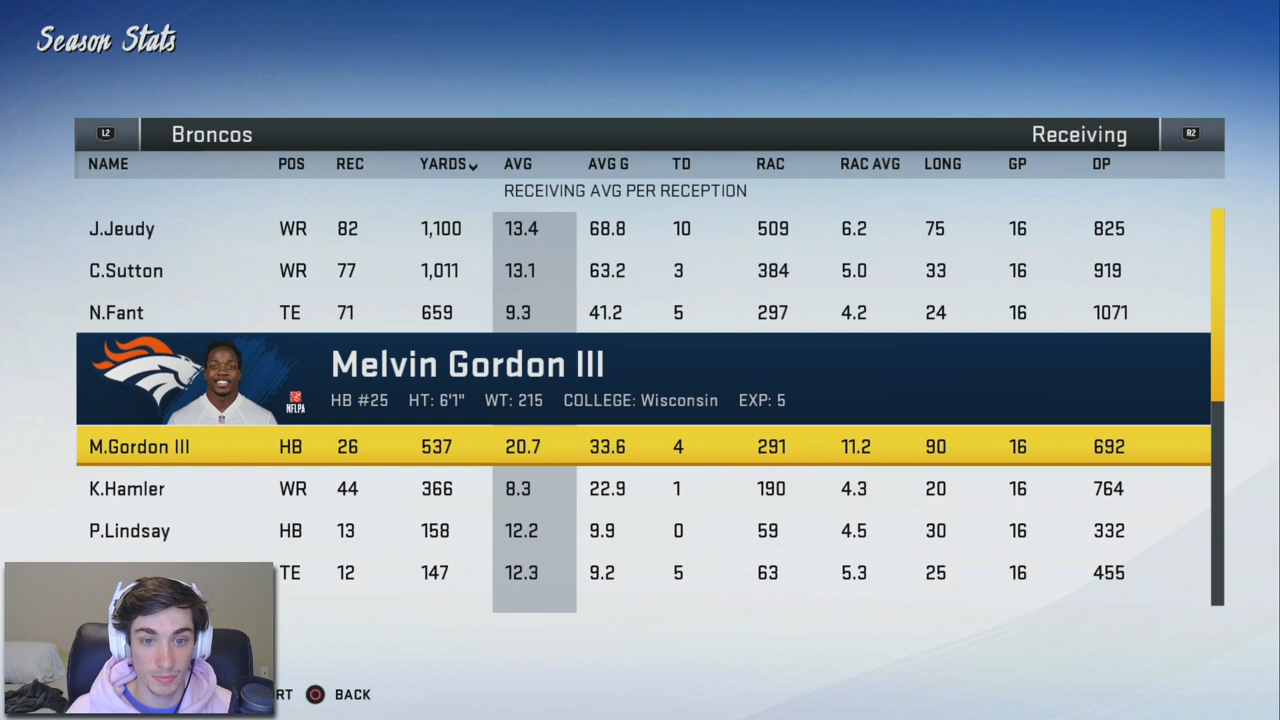 Season Stats
L2 Broncos Receiving R2
NAME POS REC YARDS AVG AVG G TD RAC RAC AVG LONG GP DP
RECEIVING AVG PER RECEPTION
J.Jeudy WR 82 1,100 13.4 68.8 10 509 6.2 75 16 825
C.Sutton WR 77 1,011 13.1 63.2 3 384 5.0 33 16 919
N.Fant TE 71 659 9.3 41.2 5 297 4.2 24 16 1071
Melvin Gordon III
NFLPA HB #25 HT: 6'1" WT: 215 COLLEGE: Wisconsin EXP: 5
M.Gordon III HB 26 537 20.7 33.6 4 291 11.2 90 16 692
K.Hamler WR 44 366 8.3 22.9 1 190 4.3 20 16 764
P.Lindsay HB 13 158 12.2 9.9 0 59 4.5 30 16 332
TE 12 147 12.3 9.2 5 63 5.3 25 16 455
RT BACK